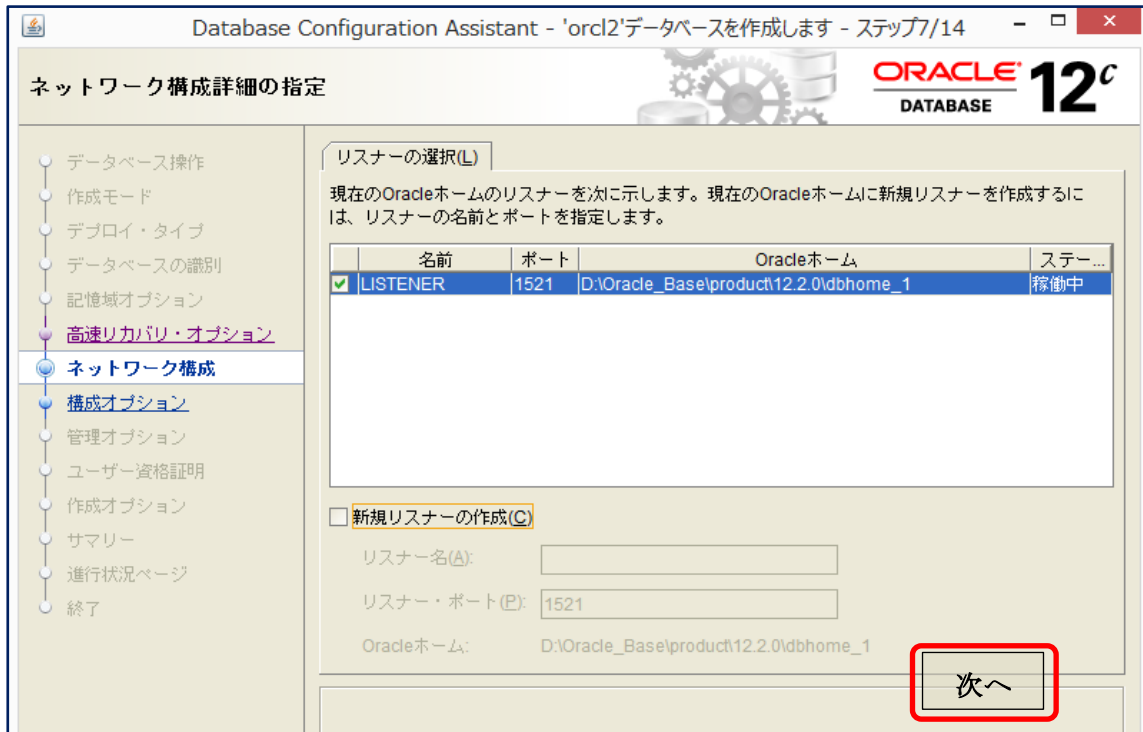 Database Configuration Assistant - 'orcl2'データベースを作成します - ステップ7/14
ネットワーク構成詳細の指定
ORACLE
DATABASE
12c
データベース操作
作成モード
デプロイ・タイプ
データベースの識別
記憶域オプション
高速リカバリ・オプション
ネットワーク構成
構成オプション
管理オプション
ユーザー資格証明
作成オプション
サマリー
進行状況ページ
終了
リスナーの選択(L)
現在のOracleホームのリスナーを次に示します。現在のOracleホームに新規リスナーを作成するに
は、リスナーの名前とポートを指定します。
名前 ポート Oracleホーム ステー...
LISTENER 1521 D:\Oracle_Base\product\12.2.0\dbhome_1 稼働中
新規リスナーの作成(C)
リスナー名(A):
リスナー・ポート(P): 1521
Oracleホーム: D:\Oracle_Base\product\12.2.0\dbhome_1
次へ